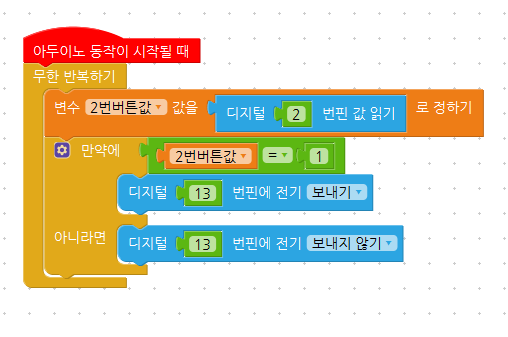 아두이노 동작이 시작될 때
무한 반복하기
변수 2번버튼값 값을 디지털 2 번핀 값 읽기 로 정하기
만약에 2번버튼값 = 1
디지털 13 번핀에 전기 보내기
아니라면 디지털 13 번핀에 전기 보내지 않기